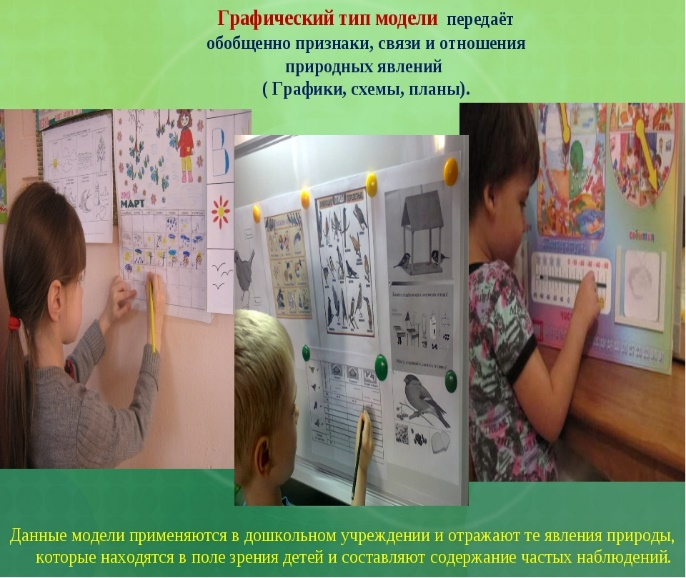 Графический тип модели передаёт
обобщенно признаки, связи и отношения
природных явлений
( Графики, схемы, планы).
МАРТ
В
Данные модели применяются в дошкольном учреждении и отражают те явления природы,
которые находятся в поле зрения детей и составляют содержание частых наблюдений.